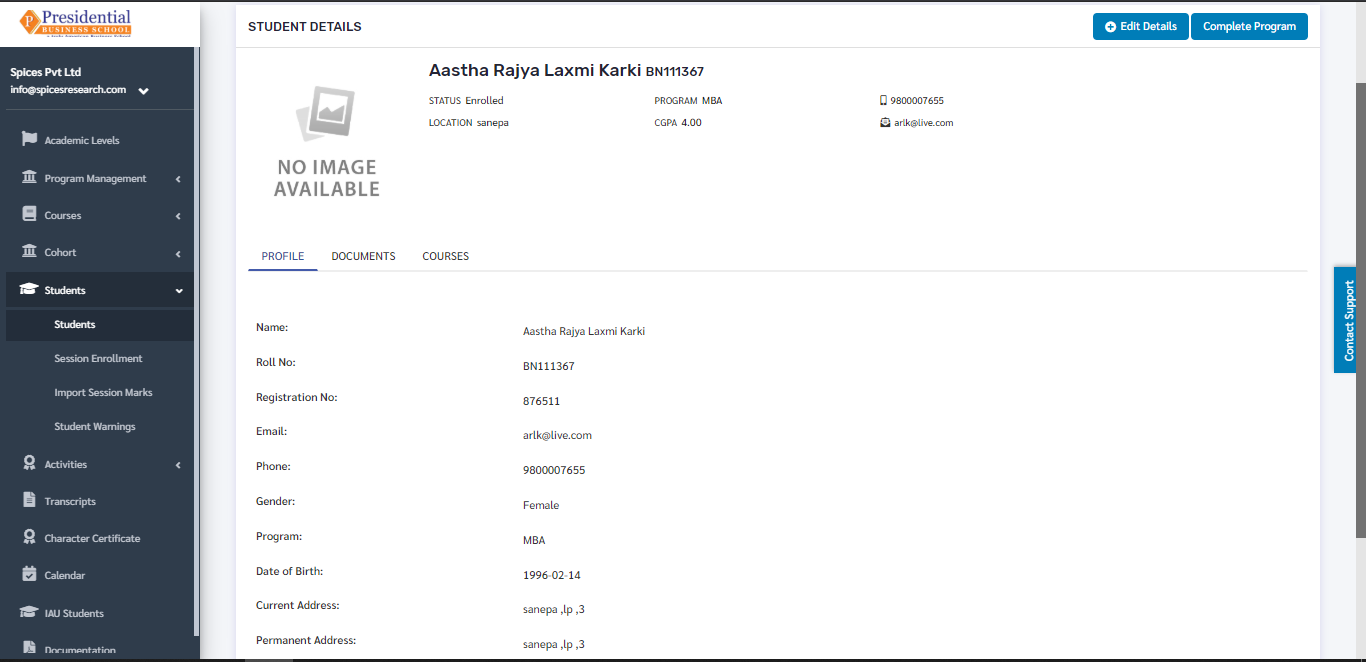 Presidential
BUSINESS SCHOOL
Spices Pvt Ltd
info@spicesresearch.com
Academic Levels
Program Management
Courses
Cohort
Students
Students
Session Enrollment
Import Session Marks
Student Warnings
Activities
Transcripts
Character Certificate
Calendar
IAU Students
Documentation
STUDENT DETAILS
Edit Details
Complete Program
NO IMAGE
AVAILABLE
Aastha Rajya Laxmi Karki BN111367
STATUS Enrolled PROGRAM MBA 9800007655
LOCATION sanepa CGPA 4.00 arlk@live.com
PROFILE DOCUMENTS COURSES
Name: Aastha Rajya Laxmi Karki
Roll No: BN111367
Registration No: 876511
Email: arlk@live.com
Phone: 9800007655
Gender: Female
Program: MBA
Date of Birth: 1996-02-14
Current Address: sanepa ,lp ,3
Permanent Address: sanepa ,lp ,3
Contact Support